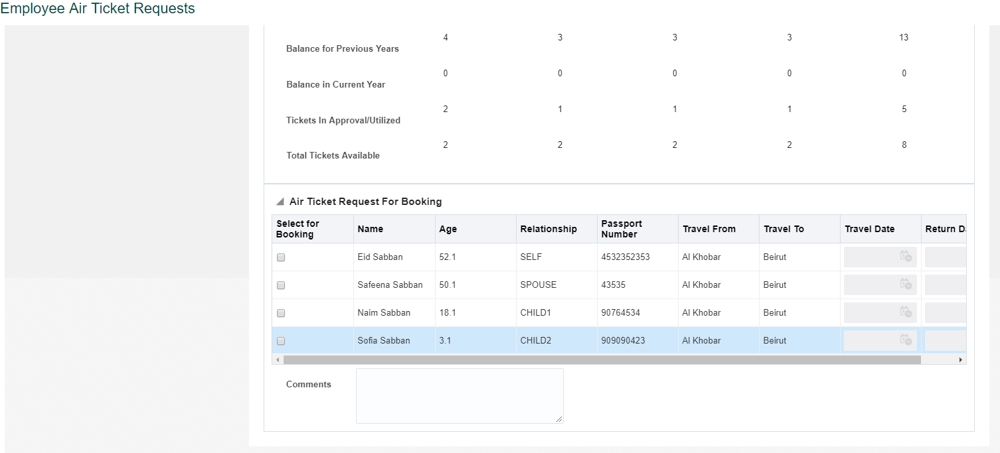 Employee Air Ticket Requests
4 3 3 3 13
Balance for Previous Years
0 0 0 0 0
Balance in Current Year
2 1 1 1 5
Tickets In Approval/Utilized
2 2 2 2 8
Total Tickets Available
Air Ticket Request For Booking
Select for Booking Name Age Relationship Passport Number Travel From Travel To Travel Date Return D
Eid Sabban 52.1 SELF 4532352353 Al Khobar Beirut
Safeena Sabban 50.1 SPOUSE 43535 Al Khobar Beirut
Naim Sabban 18.1 CHILD1 90764534 Al Khobar Beirut
Sofia Sabban 3.1 CHILD2 909090423 Al Khobar Beirut
Comments